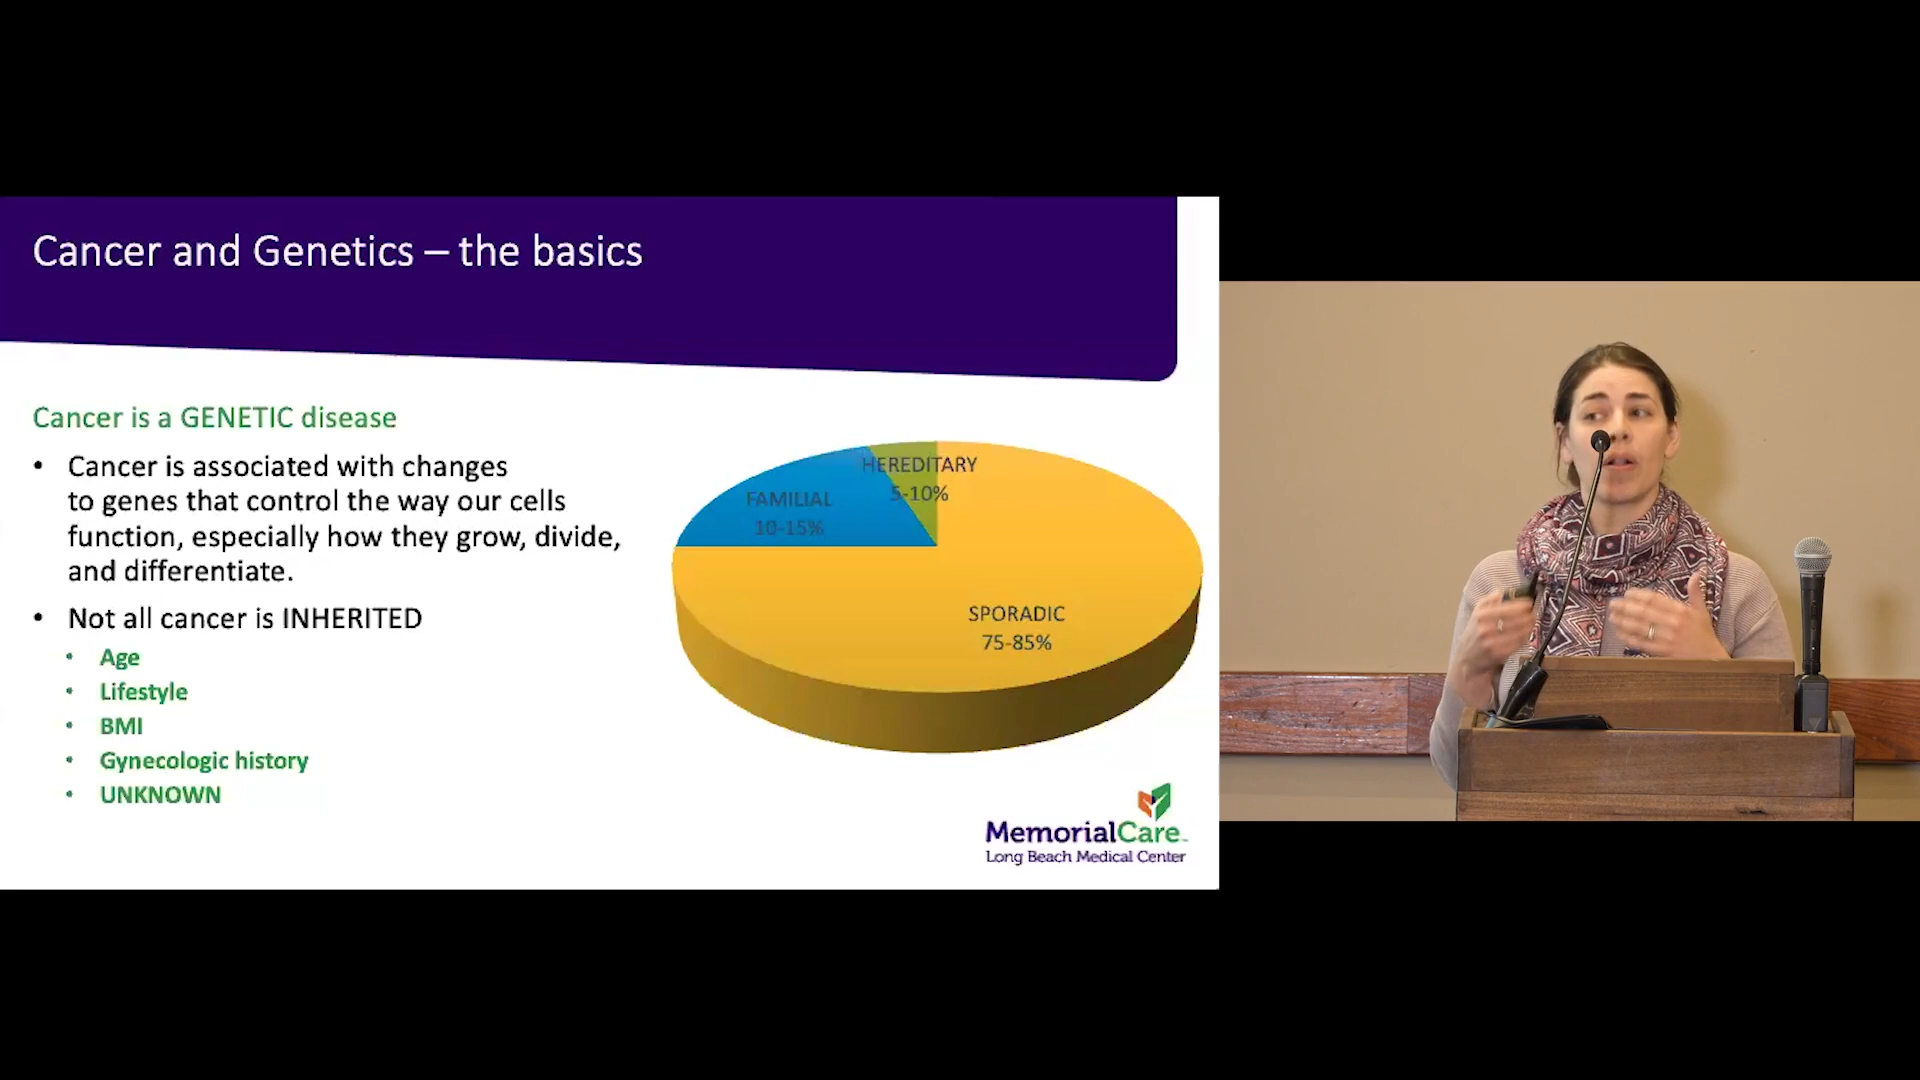 Cancer and Genetics – the basics
Cancer is a GENETIC disease
• Cancer is associated with changes
to genes that control the way our cells
function, especially how they grow, divide,
and differentiate.
• Not all cancer is INHERITED
• Age
• Lifestyle
• BMI
• Gynecologic history
• UNKNOWN
HEREDITARY
5-10%
FAMILIAL
10-15%
SPORADIC
75-85%
MemorialCare™
Long Beach Medical Center